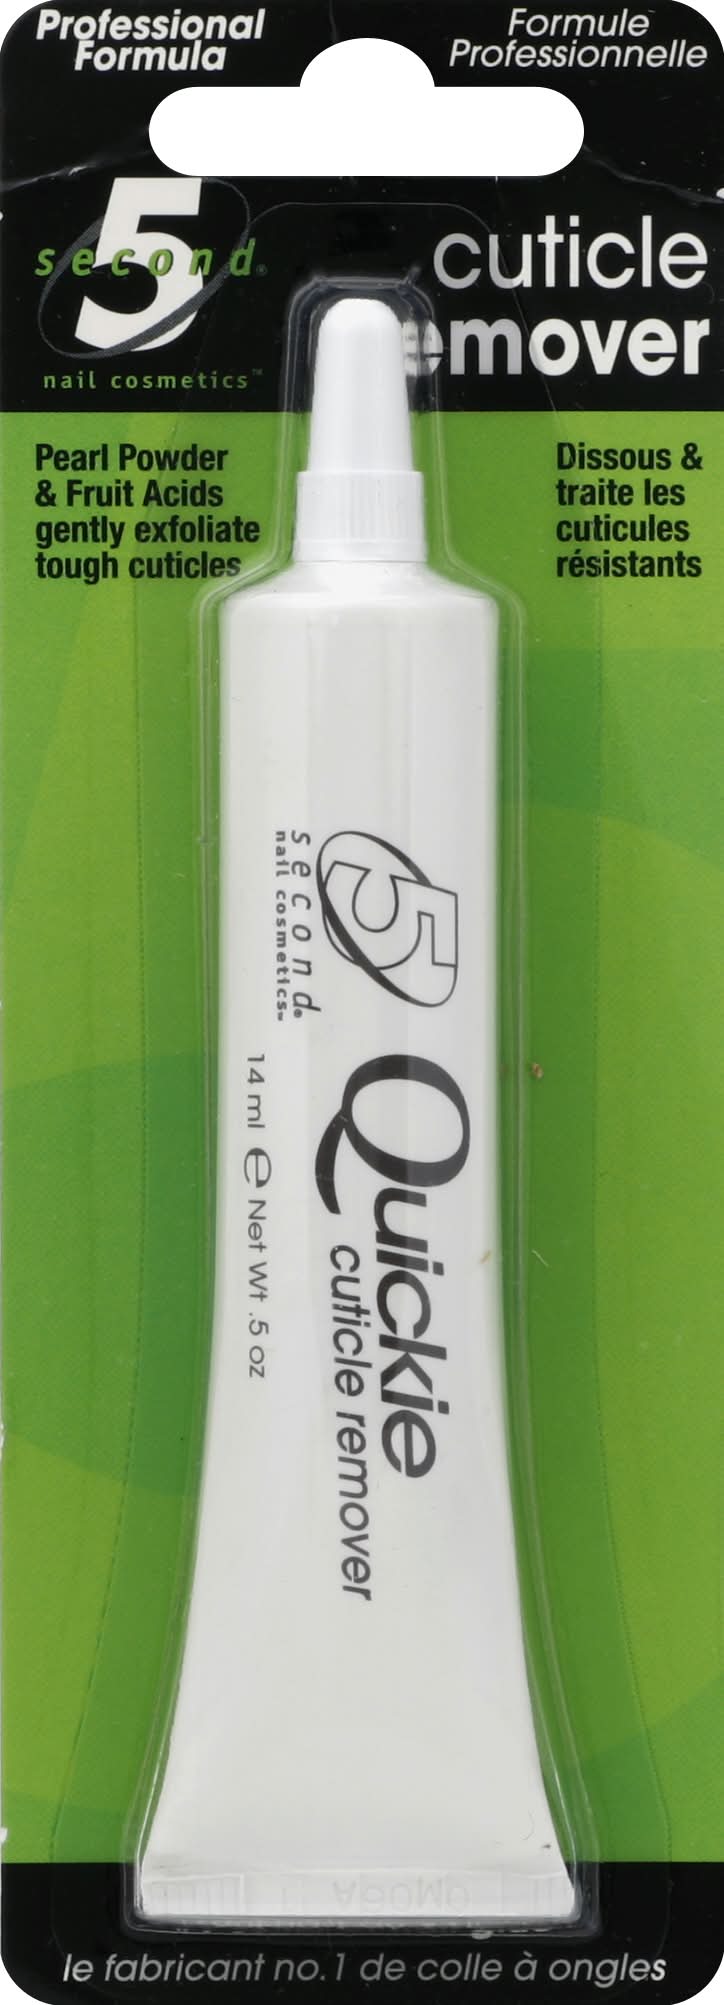 Professional
Formula
Formule
Professionnelle
5
second®
nail cosmetics™
cuticle
emover
Pearl Powder
& Fruit Acids
gently exfoliate
tough cuticles
Dissous &
traite les
cuticules
résistants
5
second®
nail cosmetics™
Quickie
cuticle remover
14 ml e Net Wt .5 oz
le fabricant no.1 de colle à ongles